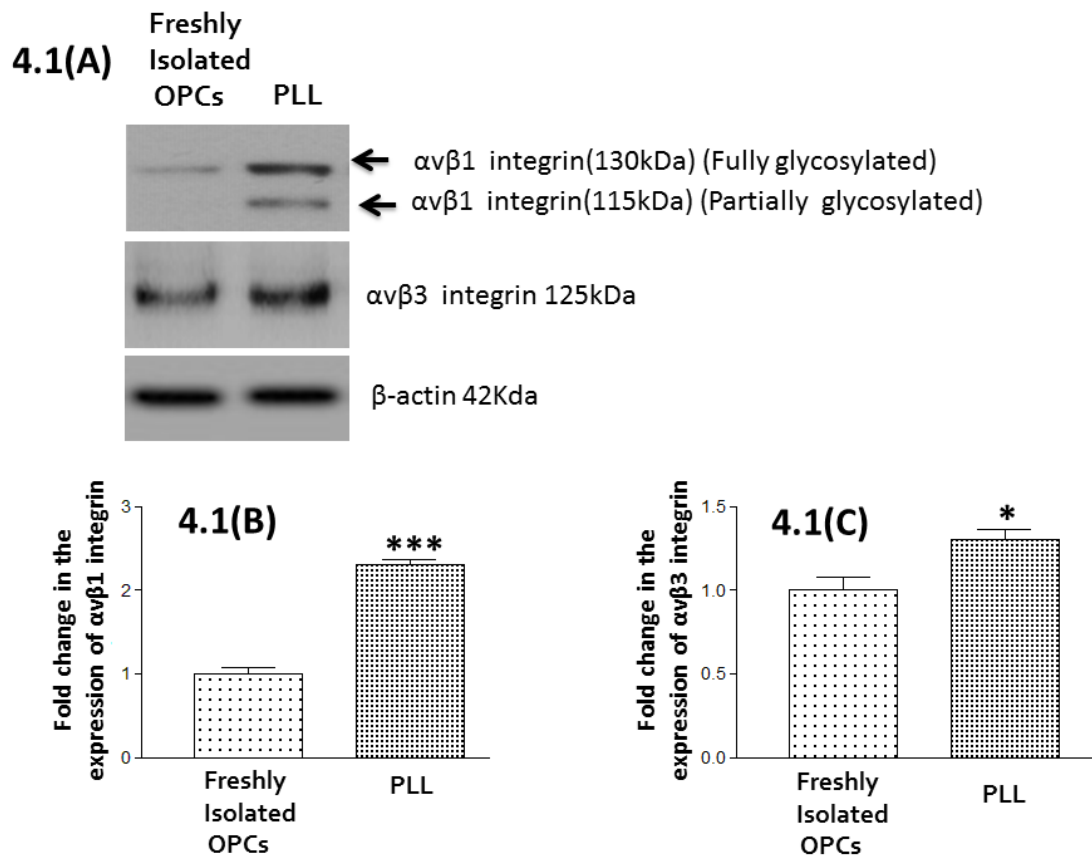 4.1(A)
Freshly
Isolated
OPCs
PLL
αvβ1 integrin(130kDa) (Fully glycosylated)
αvβ1 integrin(115kDa) (Partially glycosylated)
αvβ3 integrin 125kDa
β-actin 42Kda
4.1(B)
Fold change in the
expression of αvβ1 integrin
3
2
1
0
***
Freshly
Isolated
OPCs
PLL
4.1(C)
Fold change in the
expression of αvβ3 integrin
1.5
1.0
0.5
0.0
*
Freshly
Isolated
OPCs
PLL